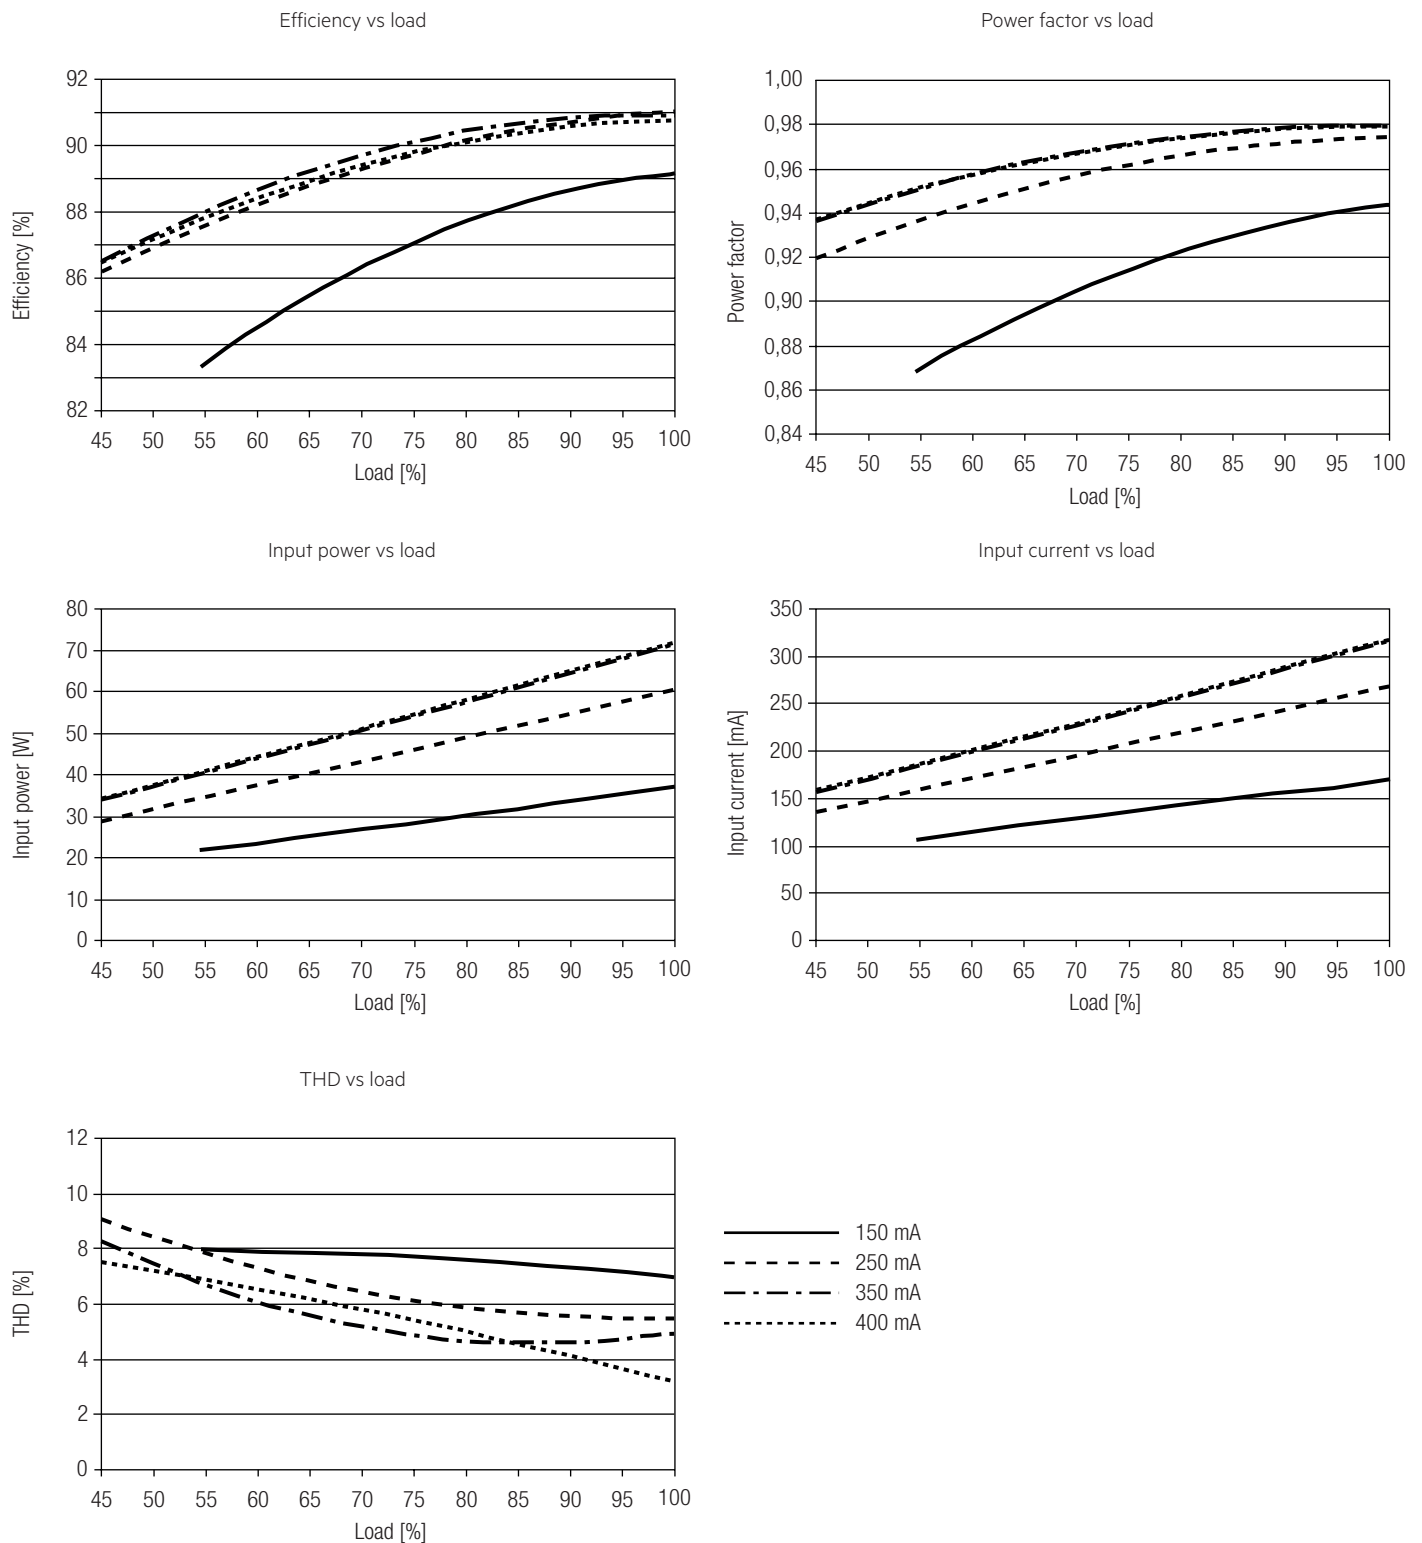 Efficiency vs load
92
90
88
86
84
82
Efficiency [%]
45 50 55 60 65 70 75 80 85 90 95 100
Load [%]
Power factor vs load
1,00
0,98
0,96
0,94
0,92
0,90
0,88
0,86
0,84
Power factor
45 50 55 60 65 70 75 80 85 90 95 100
Load [%]
Input power vs load
80
70
60
50
40
30
20
10
0
Input power [W]
45 50 55 60 65 70 75 80 85 90 95 100
Load [%]
Input current vs load
350
300
250
200
150
100
50
0
Input current [mA]
45 50 55 60 65 70 75 80 85 90 95 100
Load [%]
THD vs load
12
10
8
6
4
2
0
THD [%]
45 50 55 60 65 70 75 80 85 90 95 100
Load [%]
150 mA
250 mA
350 mA
400 mA